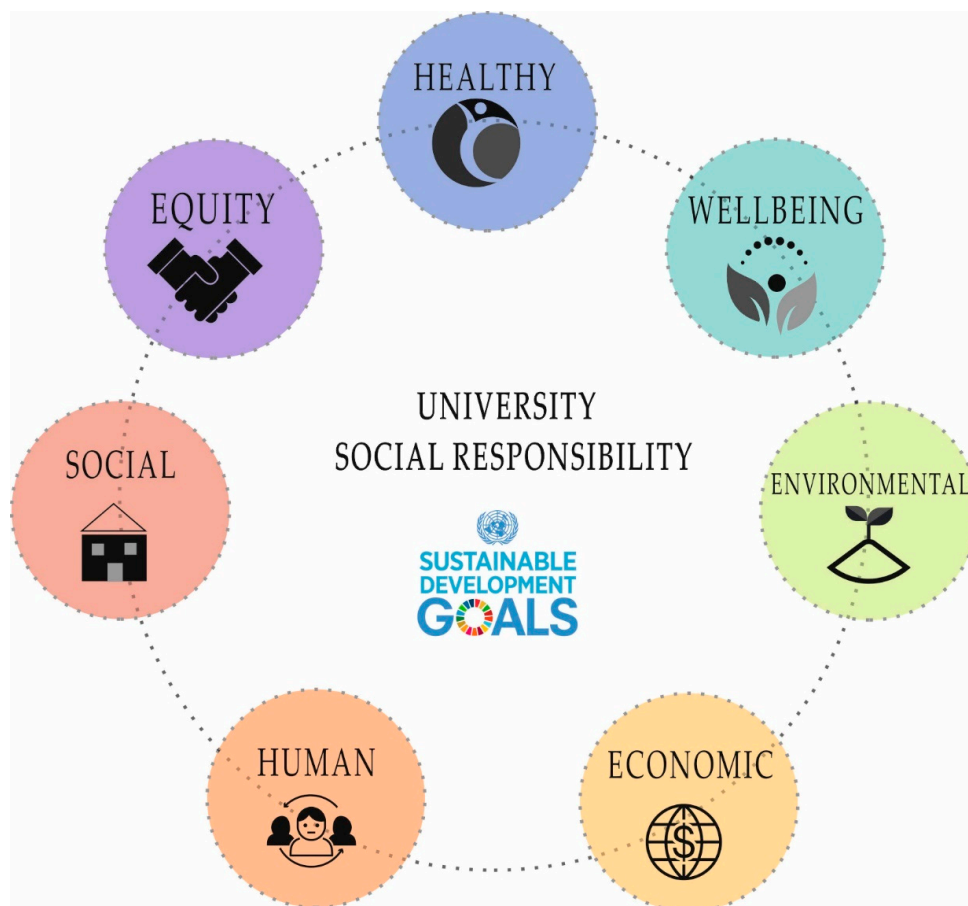 HEALTHY
EQUITY
WELLBEING
UNIVERSITY
SOCIAL RESPONSIBILITY
SOCIAL
ENVIRONMENTAL
SUSTAINABLE
DEVELOPMENT
GOALS
HUMAN
ECONOMIC
$